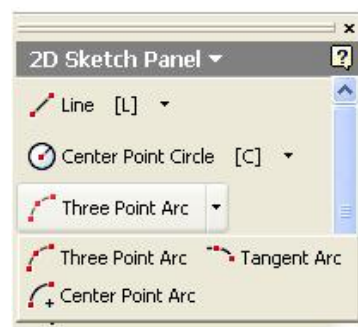 2D Sketch Panel
Line [L]
Center Point Circle [C]
Three Point Arc
Three Point Arc Tangent Arc
Center Point Arc